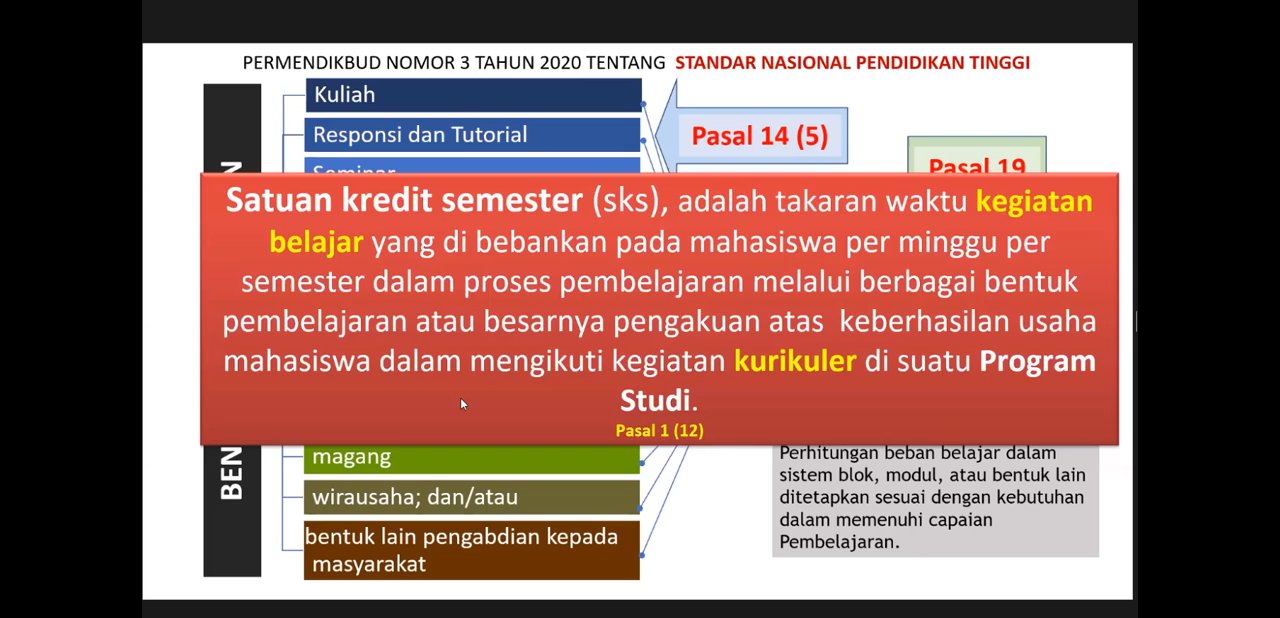 PERMENDIKBUD NOMOR 3 TAHUN 2020 TENTANG STANDAR NASIONAL PENDIDIKAN TINGGI
Kuliah
Responsi dan Tutorial
Seminar
Pasal 14 (5)
Pasal 19
Satuan kredit semester (sks), adalah takaran waktu kegiatan
belajar yang di bebankan pada mahasiswa per minggu per
semester dalam proses pembelajaran melalui berbagai bentuk
pembelajaran atau besarnya pengakuan atas keberhasilan usaha
mahasiswa dalam mengikuti kegiatan kurikuler di suatu Program
Studi.
Pasal 1 (12)
BEN
magang
wirausaha; dan/atau
bentuk lain pengabdian kepada
masyarakat
Perhitungan beban belajar dalam
sistem blok, modul, atau bentuk lain
ditetapkan sesuai dengan kebutuhan
dalam memenuhi capaian
Pembelajaran.